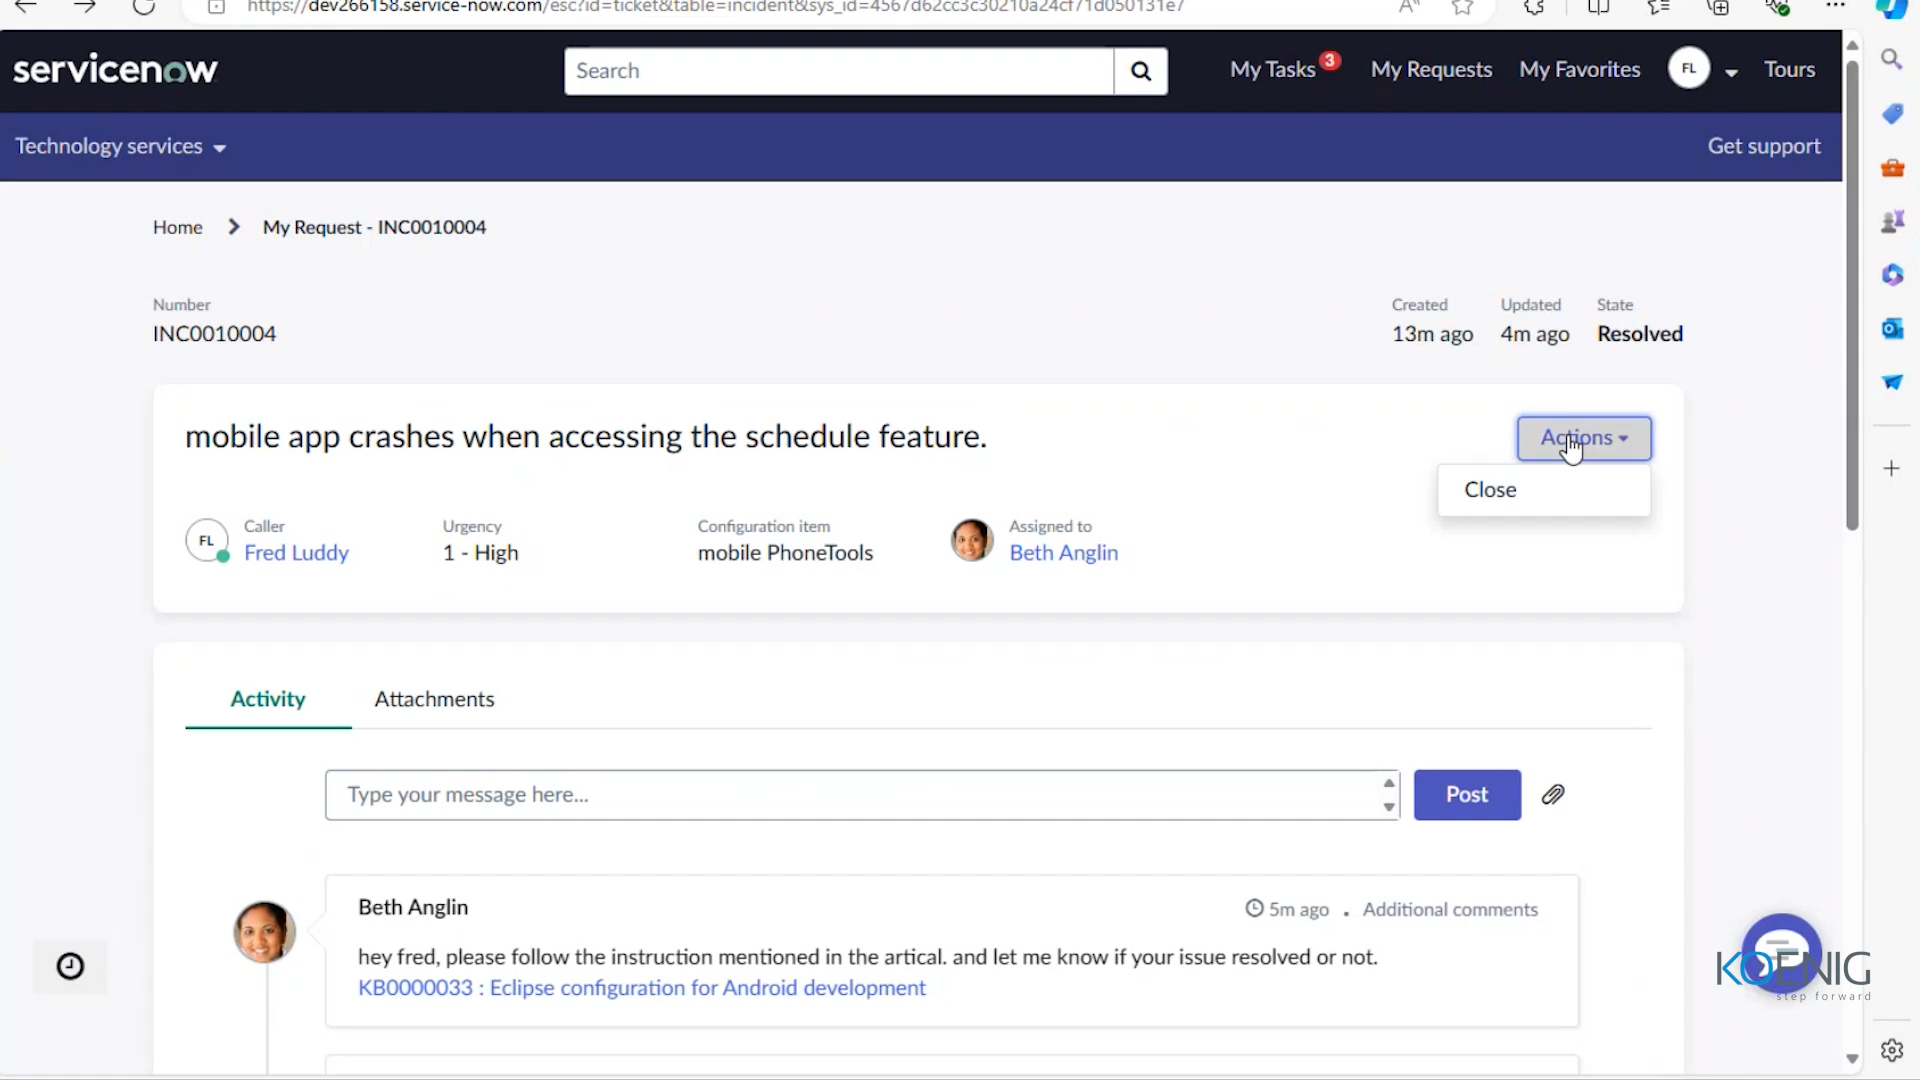 https://dev266158.service-now.com/esc?id=ticket&table=incident&sys_id=4567d62cc3c30210a24cf71d050131e7
servicenow
Search
My Tasks 3
My Requests
My Favorites
FL
Tours
Technology services
Get support
Home > My Request - INC0010004
Number
INC0010004
Created
13m ago
Updated
4m ago
State
Resolved
mobile app crashes when accessing the schedule feature.
Actions
Close
FL
Caller
Fred Luddy
Urgency
1 - High
Configuration item
mobile PhoneTools
Assigned to
Beth Anglin
Activity
Attachments
Type your message here...
Post
Beth Anglin
5m ago . Additional comments
hey fred, please follow the instruction mentioned in the artical. and let me know if your issue resolved or not.
KB0000033 : Eclipse configuration for Android development
KOENIG
step forward